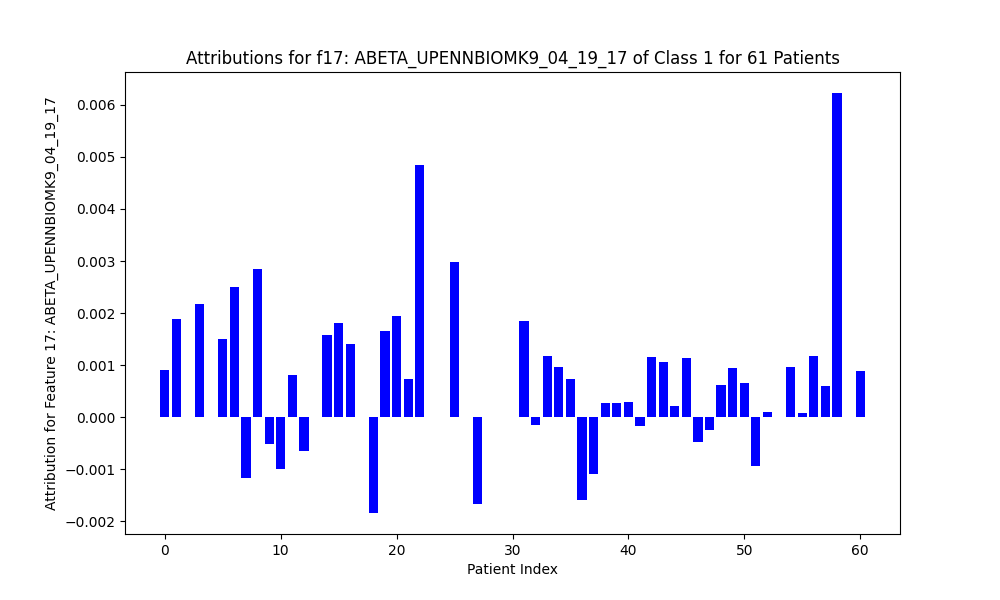 Attributions for f17: ABETA_UPENNBIOMK9_04_19_17 of Class 1 for 61 Patients
Attribution for Feature 17: ABETA_UPENNBIOMK9_04_19_17
0.006
0.005
0.004
0.003
0.002
0.001
0.000
−0.001
−0.002
0 10 20 30 40 50 60
Patient Index